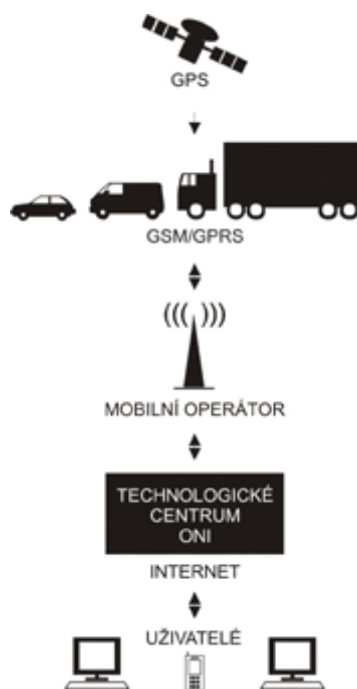 GPS
GSM/GPRS
MOBILNÍ OPERÁTOR
TECHNOLOGICKÉ
CENTRUM
ONI
INTERNET
UŽIVATELÉ